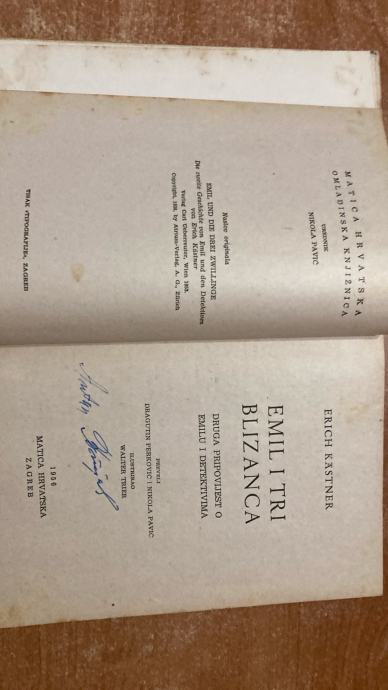 MATICA HRVATSKA
OMLADINSKA KNJIŽNICA
UREDNIK
NIKOLA PAVIĆ
Naslov originala
EMIL UND DIE DREI ZWILLINGE
Die zweite Geschichte von Emil und den Detektiven
von Erich Kästner
Verlag Carl Ueberreuter, Wien 1953.
Copyright, by Atrium-Verlag, A. G., Zürich
TISAK »TIPOGRAFIJE«, ZAGREB
ERICH KÄSTNER
EMIL I TRI
BLIZANCA
DRUGA PRIPOVIJEST O
EMILU I DETEKTIVIMA
PREVELI
DRAGUTIN PERKOVIĆ I NIKOLA PAVIĆ
ILUSTRIRAO
WALTER TRIER
1956
MATICA HRVATSKA
ZAGREB